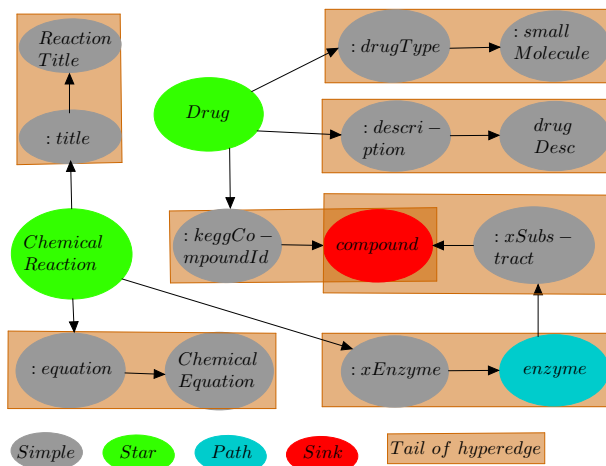 Reaction
Title
: drugType
: small
Molecule
Drug
: title
: descri-
ption
drug
Desc
Chemical
Reaction
: keggCo-
mpoundId
compound
: xSubs-
tract
: equation
Chemical
Equation
: xEnzyme
enzyme
Simple
Star
Path
Sink
Tail of hyperedge